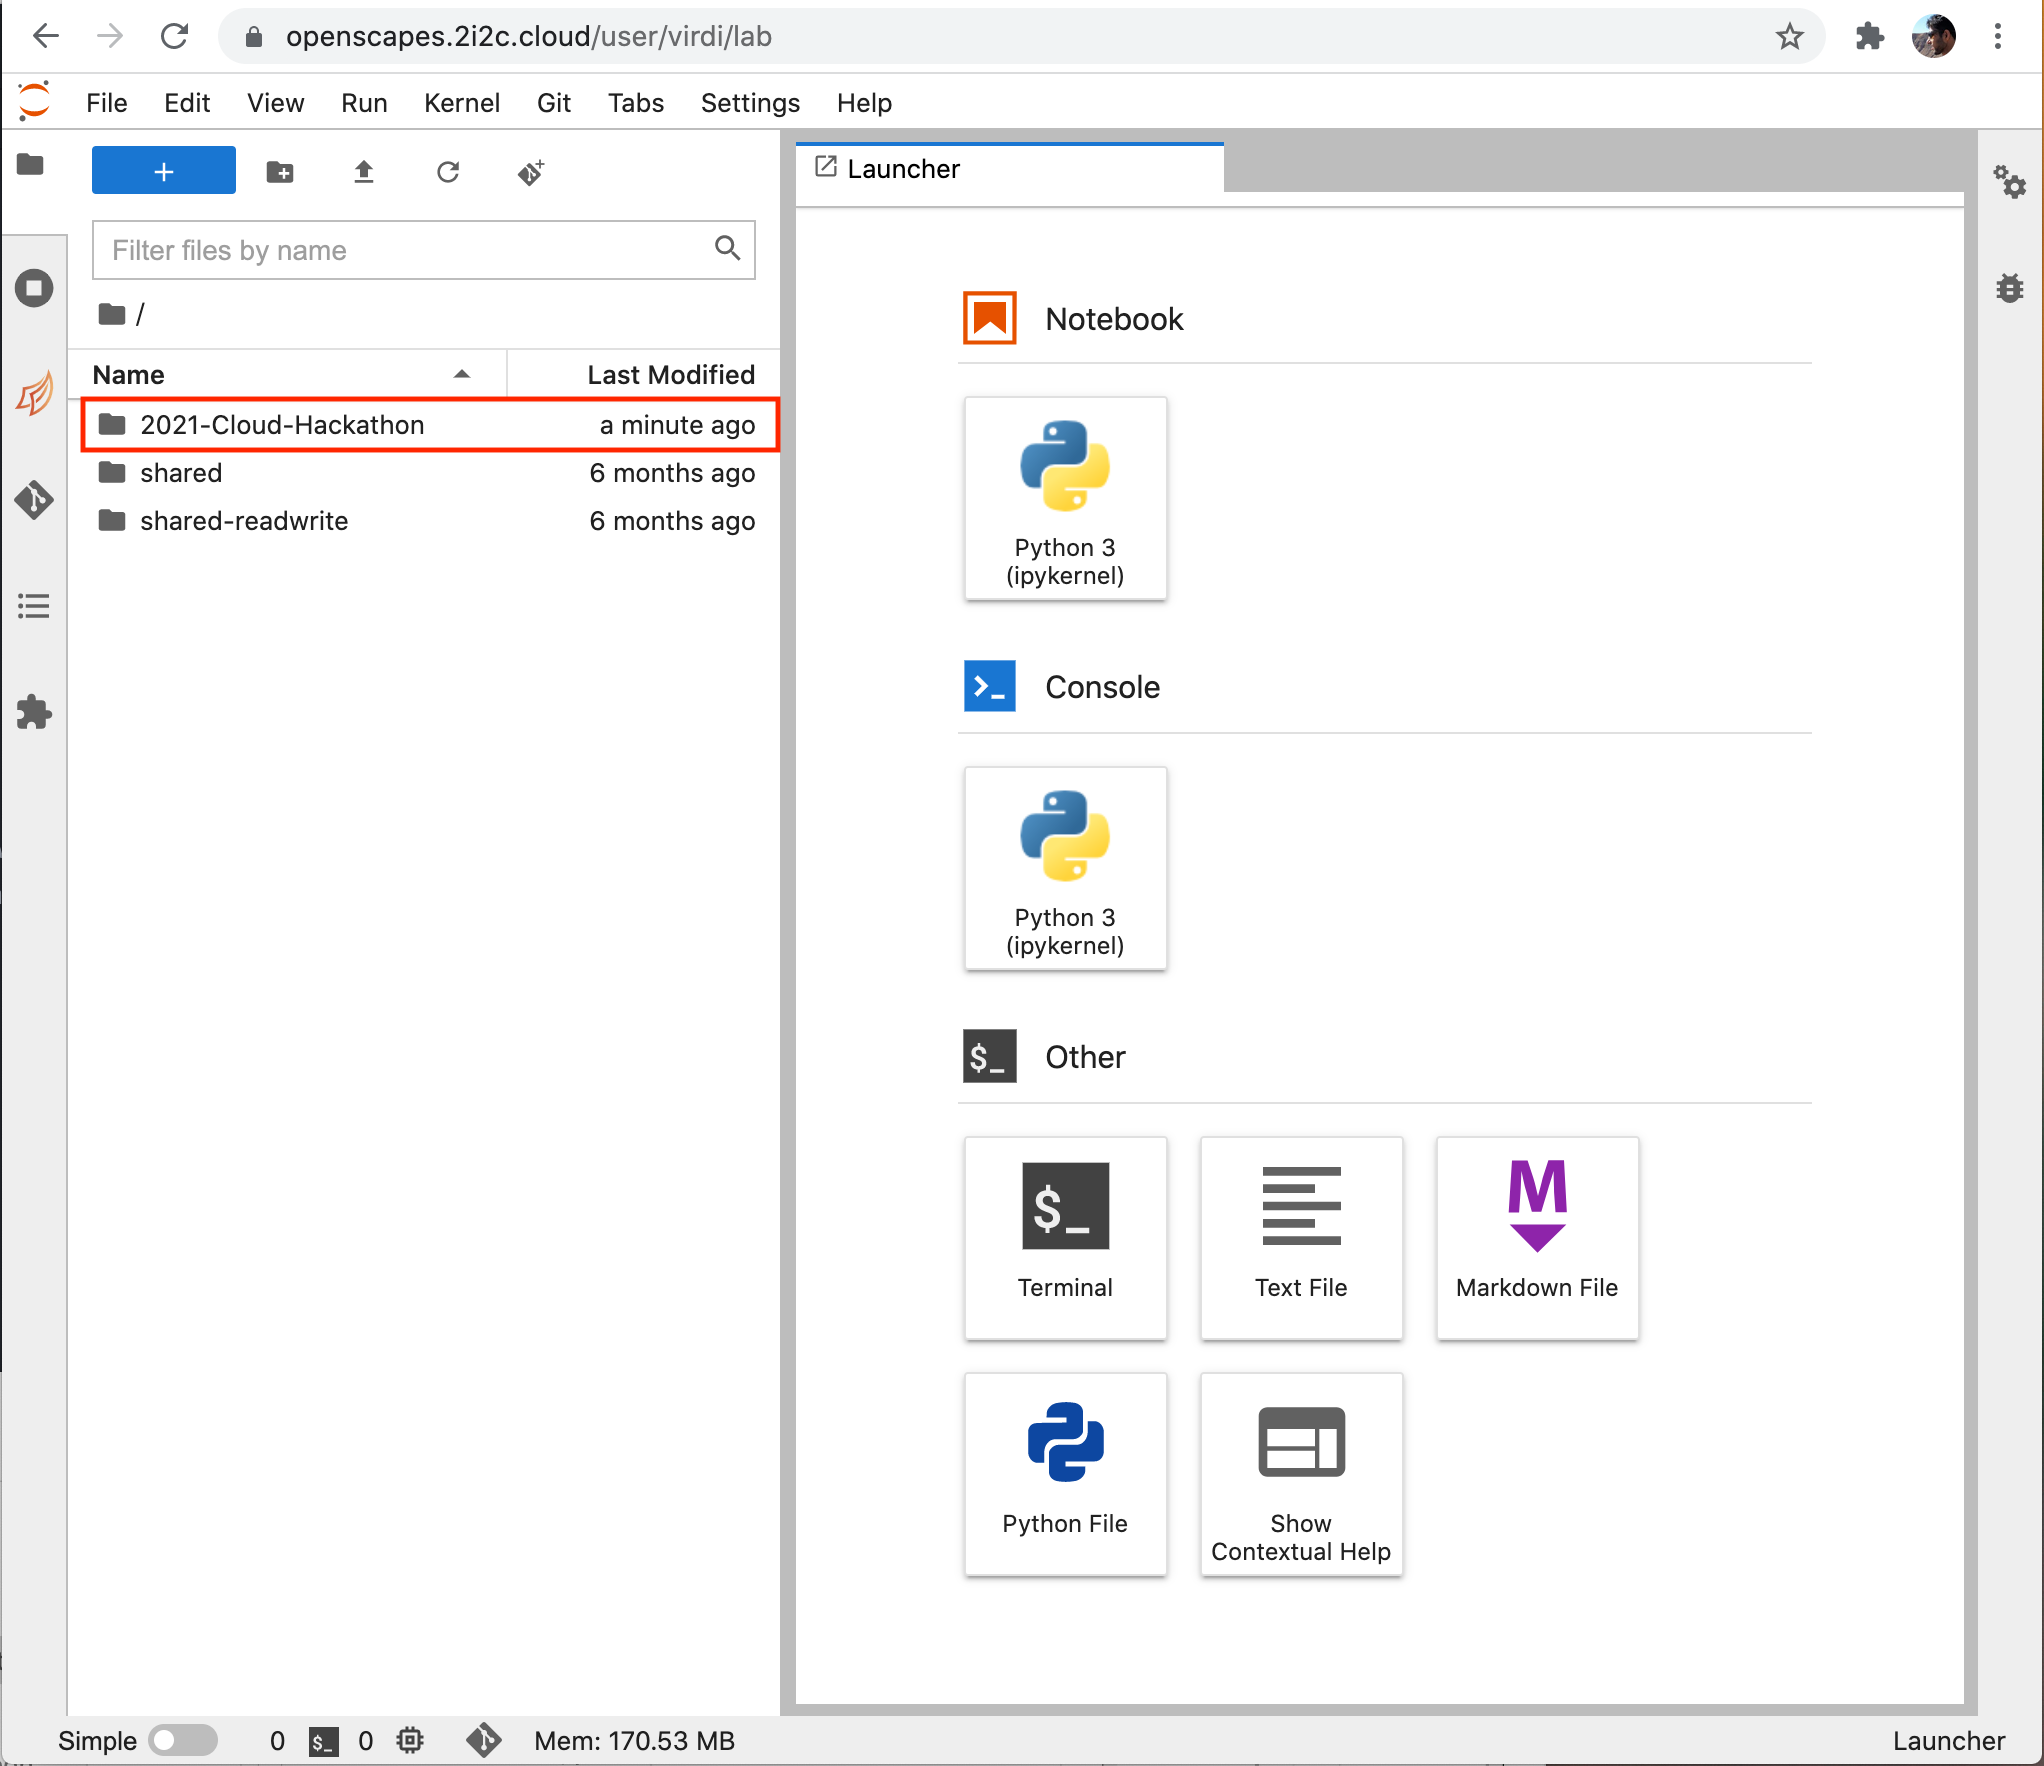 openscapes.2i2c.cloud/user/virdi/lab
File Edit View Run Kernel Git Tabs Settings Help
+
Launcher
Filter files by name
/
Name Last Modified
2021-Cloud-Hackathon a minute ago
shared 6 months ago
shared-readwrite 6 months ago
Notebook
Python 3
(ipykernel)
Console
Python 3
(ipykernel)
$_ Other
$_
Terminal
Text File
M
Markdown File
Python File
Show
Contextual Help
Simple 0 $_ 0 Mem: 170.53 MB Launcher